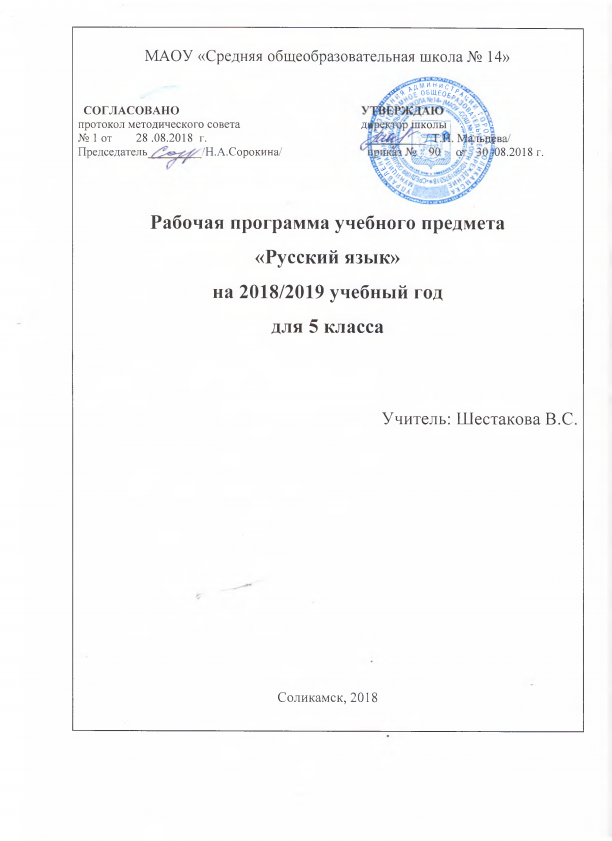 МАОУ «Средняя общеобразовательная школа № 14»
СОГЛАСОВАНО
протокол методического совета
№ 1 от 28 .08.2018 г.
Председатель /Н.А.Сорокина/
УТВЕРЖДАЮ
директор школы
Мальцева/
приказ № 90 от 30 .08.2018 г.
Рабочая программа учебного предмета
«Русский язык»
на 2018/2019 учебный год
для 5 класса
Учитель: Шестакова В.С.
Соликамск, 2018